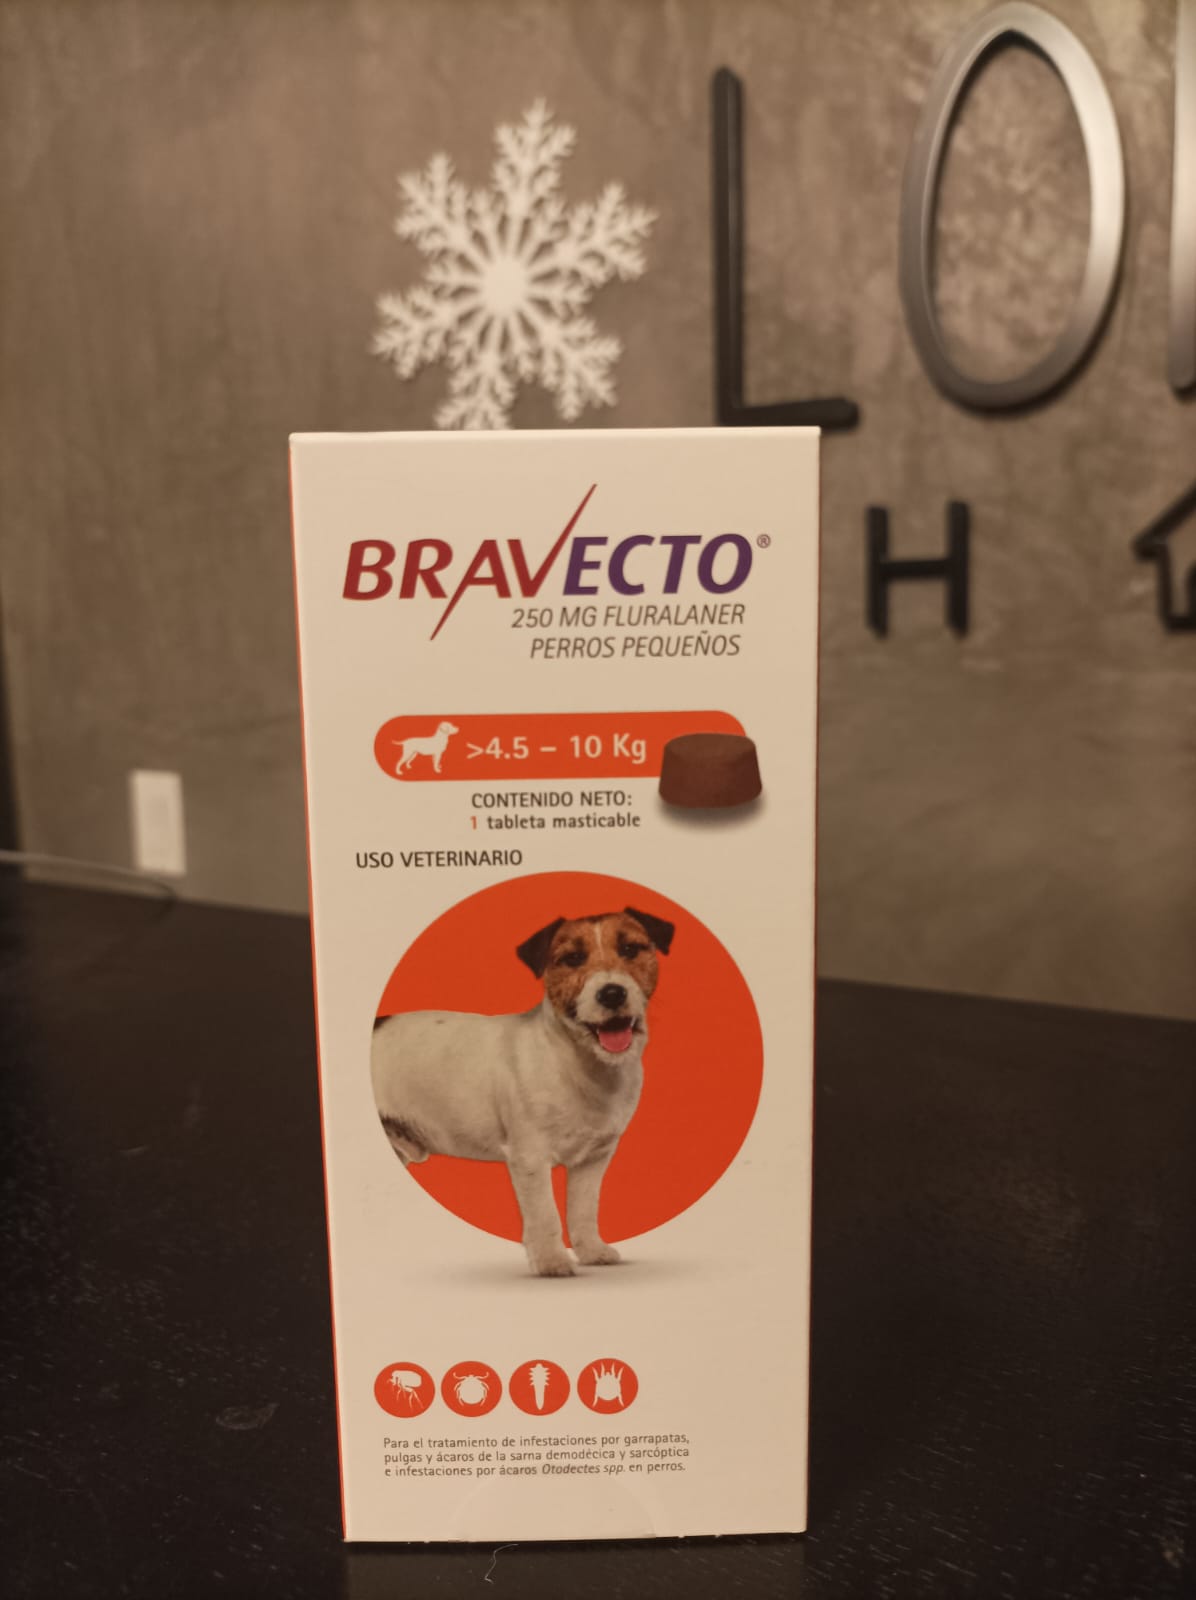 LO
H
BRAVECTO®
250 MG FLURALANER
PERROS PEQUEÑOS
>4.5 – 10 Kg
CONTENIDO NETO:
1 tableta masticable
USO VETERINARIO
Para el tratamiento de infestaciones por garrapatas,
pulgas y ácaros de la sarna demodécica y sarcóptica
e infestaciones por ácaros Otodectes spp. en perros.